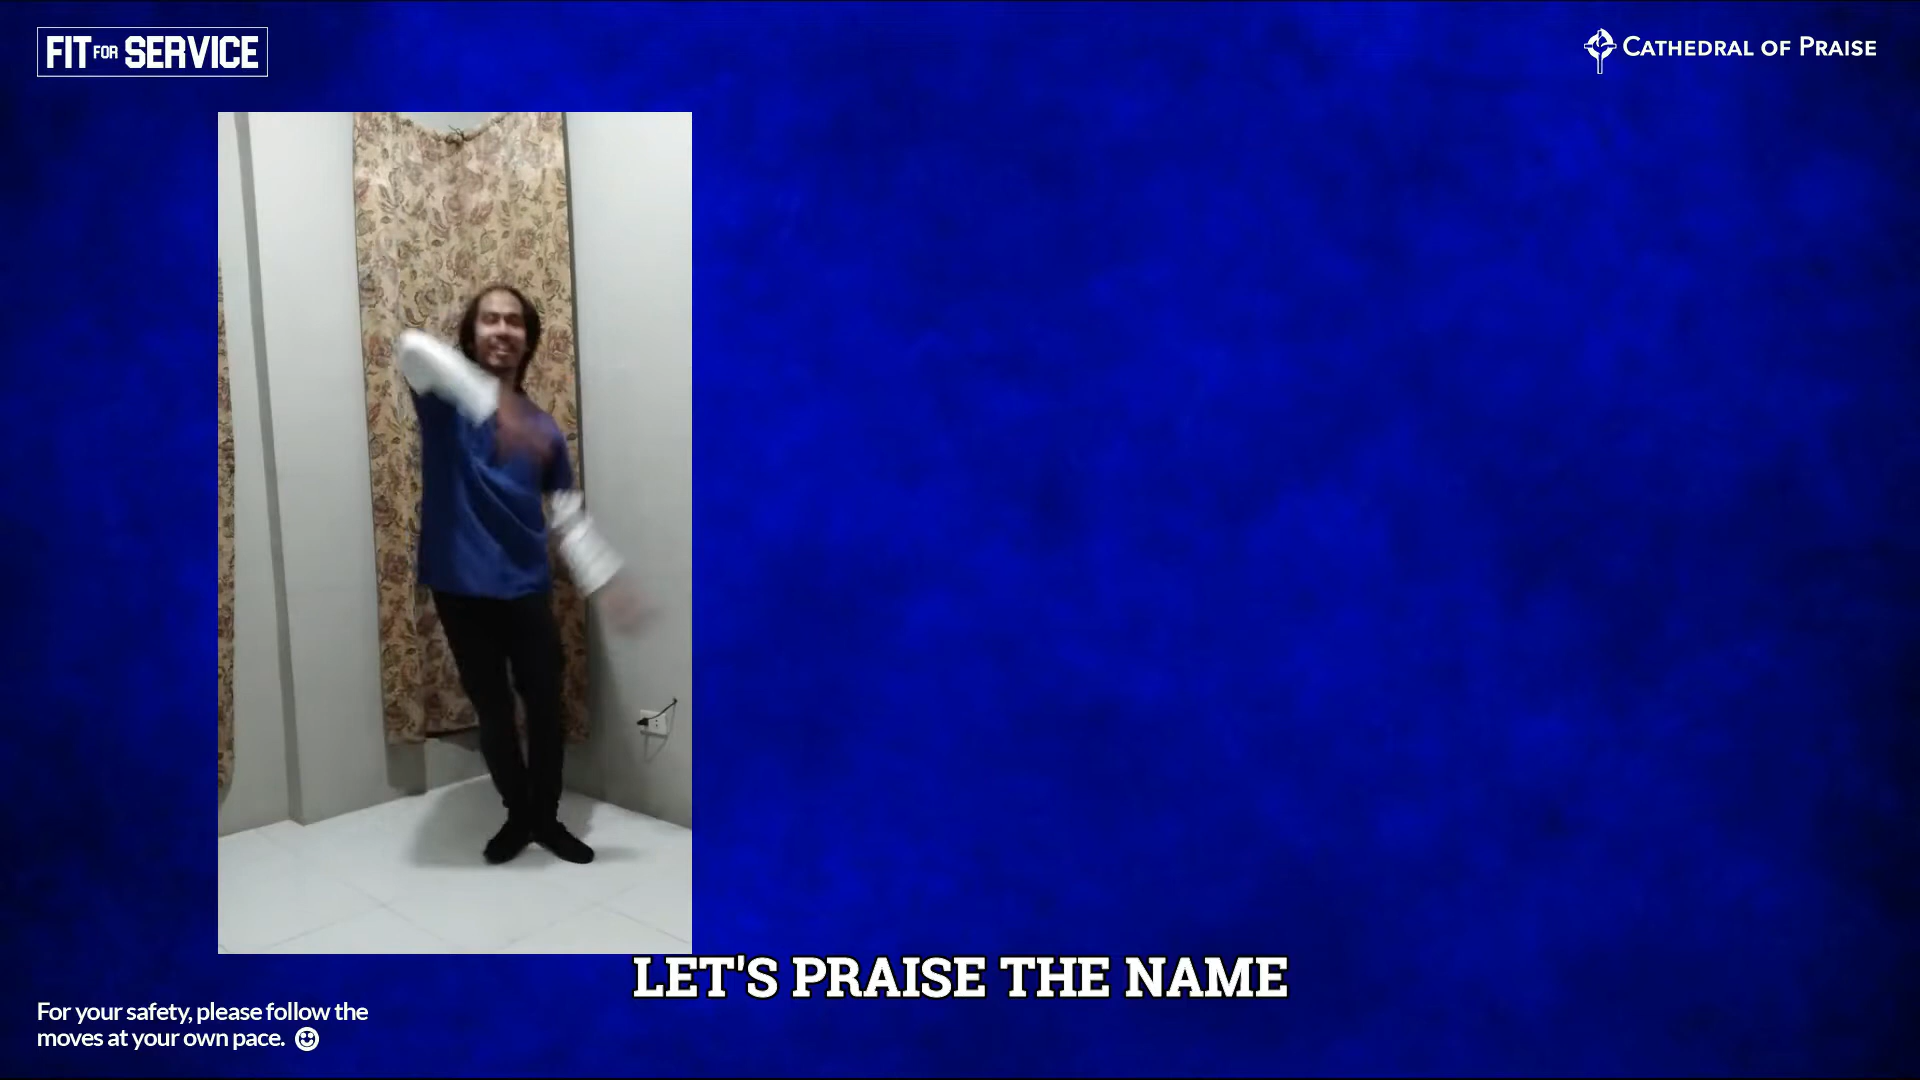 FIT FOR SERVICE
CATHEDRAL OF PRAISE
LET'S PRAISE THE NAME
For your safety, please follow the
moves at your own pace.